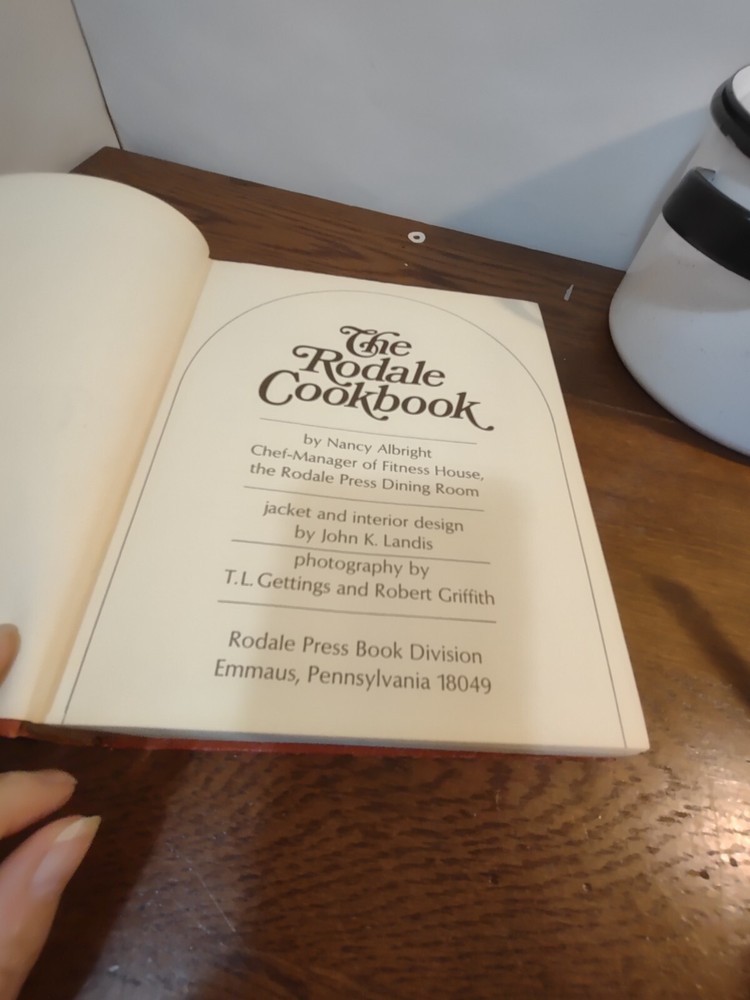 The
Rodale
Cookbook
by Nancy Albright
Chef-Manager of Fitness House,
the Rodale Press Dining Room
jacket and interior design
by John K. Landis
photography by
T.L. Gettings and Robert Griffith
Rodale Press Book Division
Emmaus, Pennsylvania 18049